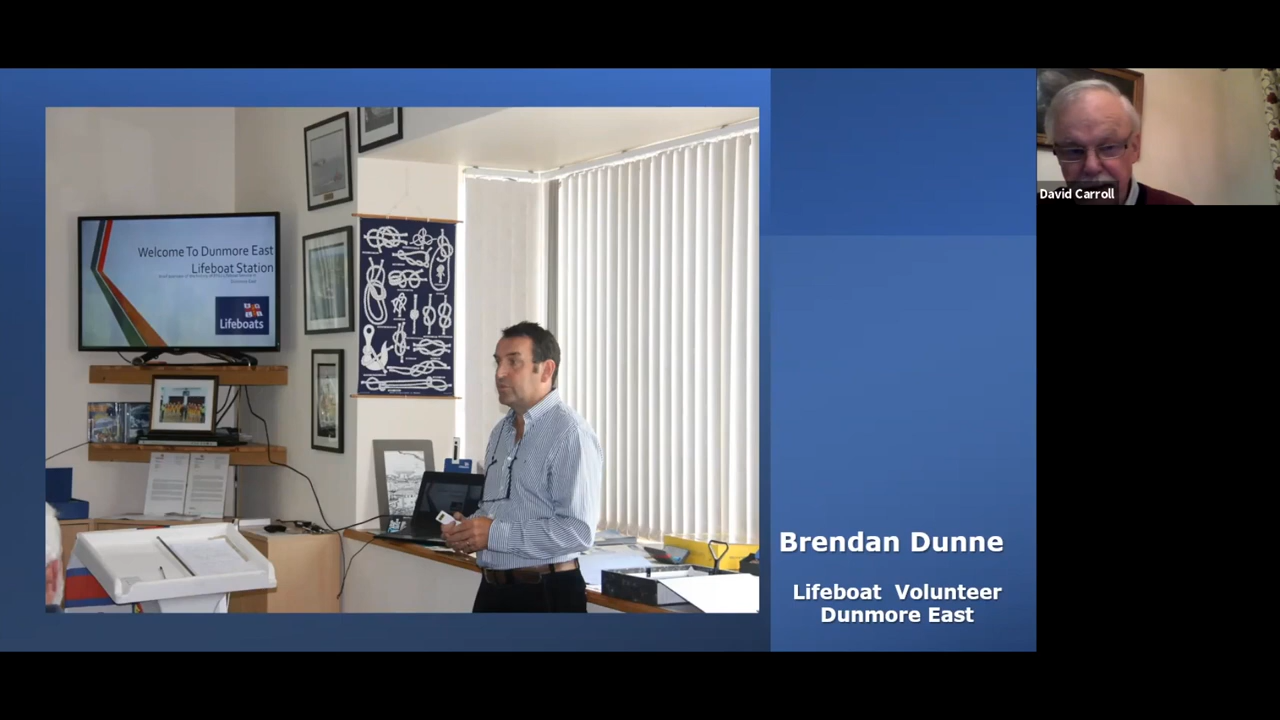 Welcome To Dunmore East
Lifeboat Station
Lifeboats
Brendan Dunne
Lifeboat Volunteer
Dunmore East
David Carroll